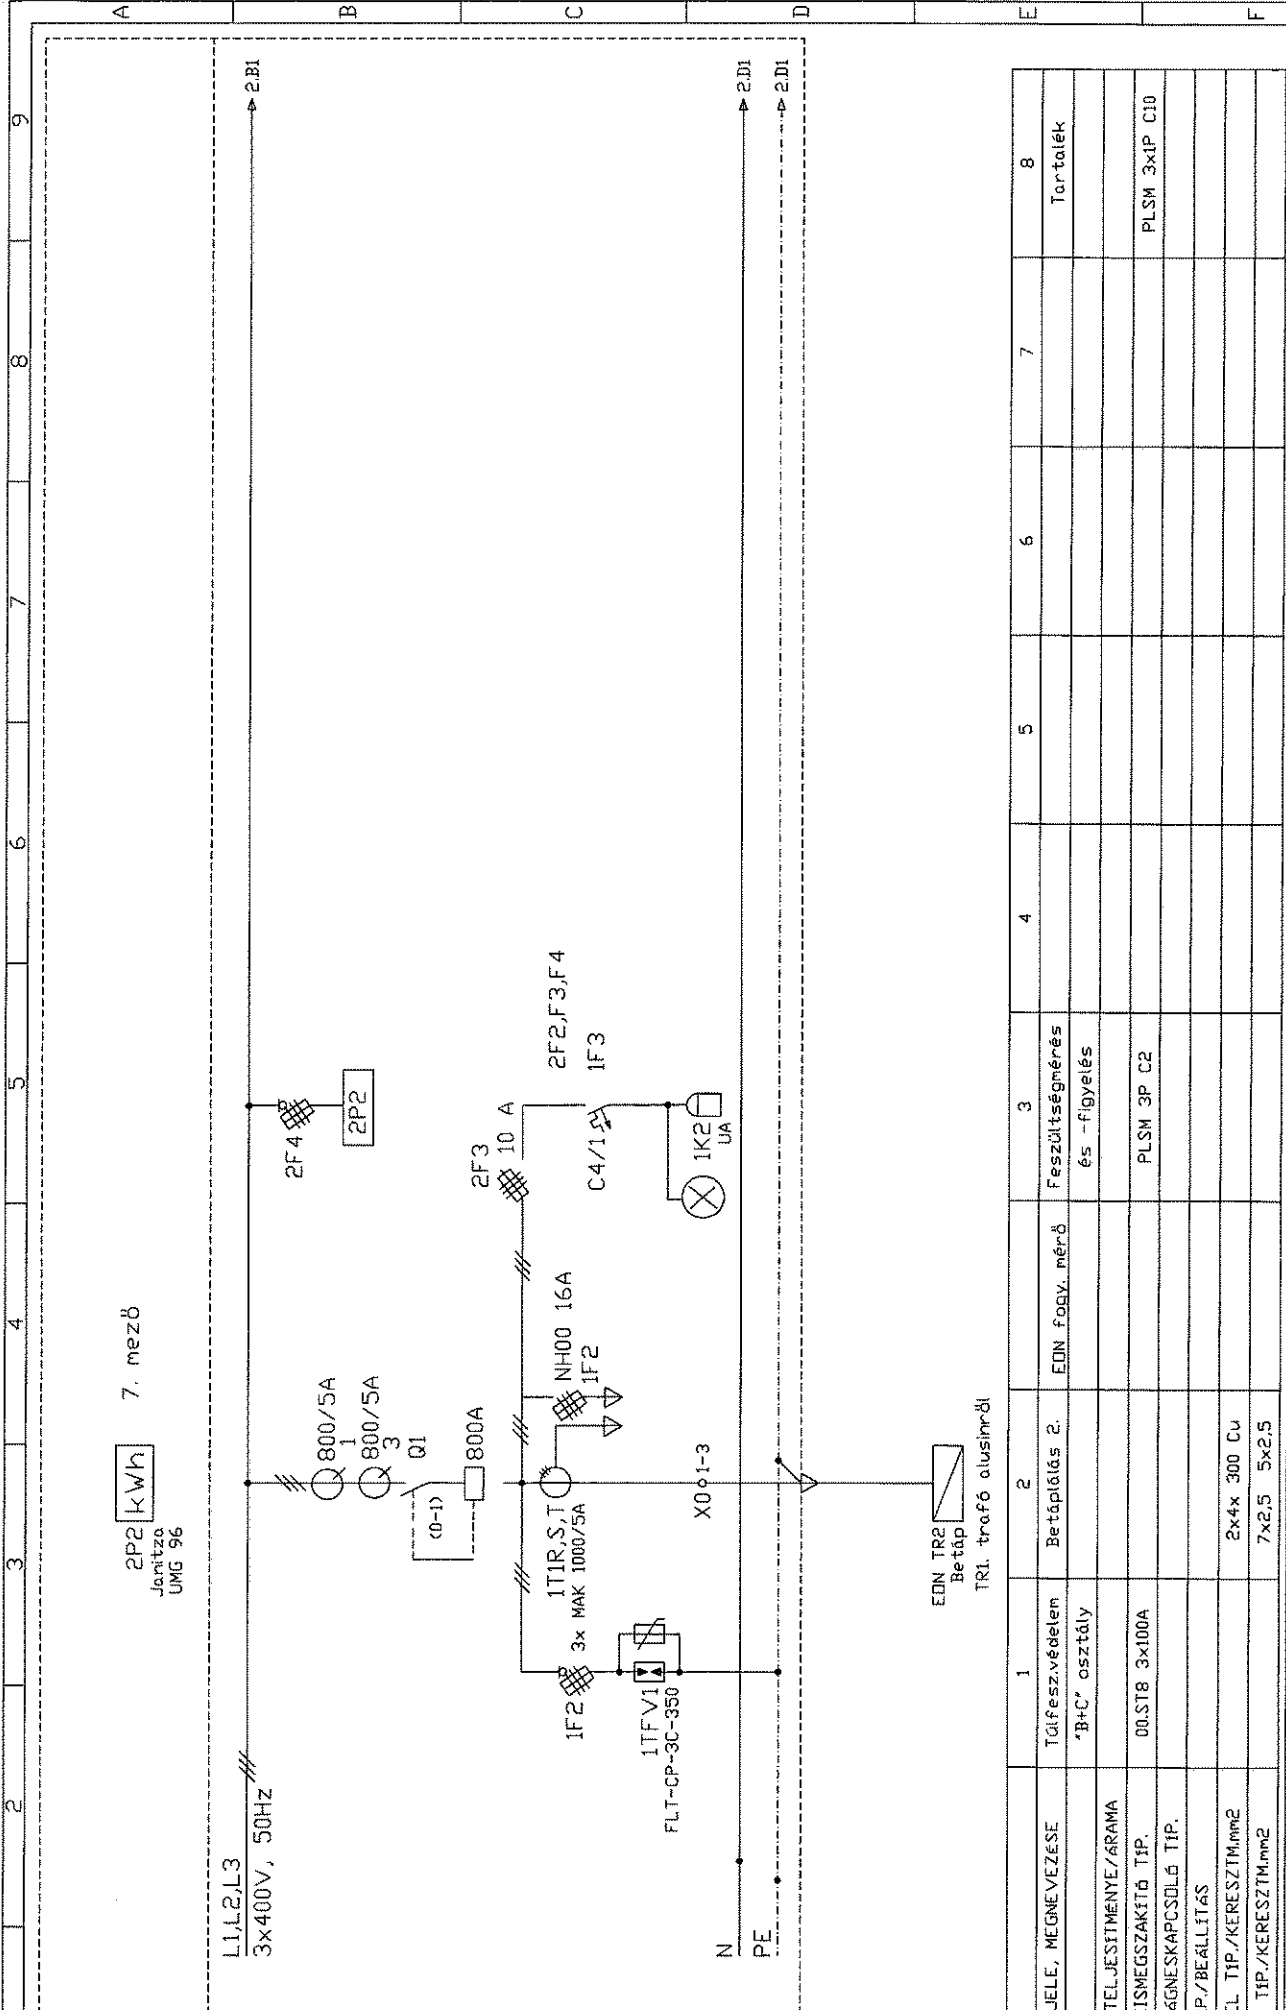 2 3 4 5 6 7 8 9
A
B
C
D
E
F
2P2 kWh 7. mező
Janitza
UMG 96
L1,L2,L3
3x400V, 50Hz
2.B1
800/5A
1
800/5A
3
Q1
(0-1)
800A
2F4
2P2
2F3
10 A
2F2,F3,F4
C4/1
1F3
1K2
UA
NH00 16A
1F2
1T1R,S,T
3x MAK 1000/5A
1F2
1TFV1
FLT-CP-3C-350
X0 1-3
N
2.D1
PE
2.D1
EON TR2
Betáp
TR1. trafó alusínról
1 2 3 4 5 6 7 8
JELE, MEGNEVEZÉSE Túlfesz.védelem Betáplálás 2. EON fogy. mérő Feszültségmérés Tartalék
"B+C" osztály és -figyelés
TELJESÍTMÉNYE/ÁRAMA
ISMEGSZAKÍTÓ TÍP. 00.ST8 3x100A PLSM 3P C2 PLSM 3x1P C10
ÁGNESKAPCSOLÓ TÍP.
P./BEÁLLÍTÁS
L TÍP./KERESZTM.mm2 2x4x 300 Cu
TÍP./KERESZTM.mm2 7x2,5 5x2,5